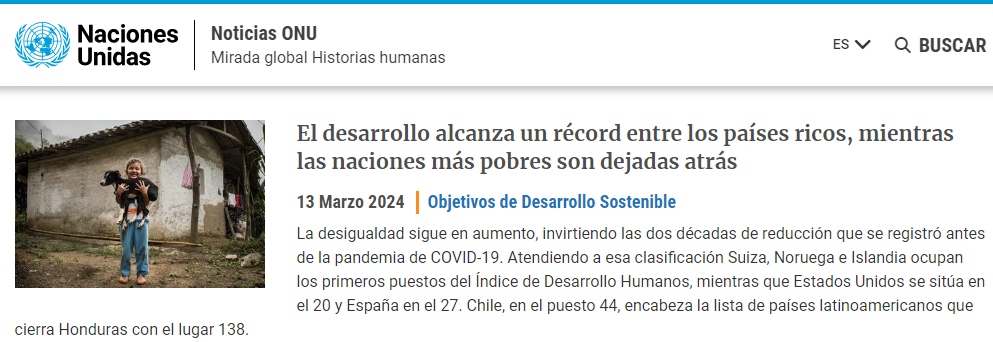 Naciones
Unidas
Noticias ONU
Mirada global Historias humanas
ES
BUSCAR
El desarrollo alcanza un récord entre los países ricos, mientras
las naciones más pobres son dejadas atrás
13 Marzo 2024 | Objetivos de Desarrollo Sostenible
La desigualdad sigue en aumento, invirtiendo las dos décadas de reducción que se registró antes
de la pandemia de COVID-19. Atendiendo a esa clasificación Suiza, Noruega e Islandia ocupan
los primeros puestos del Índice de Desarrollo Humanos, mientras que Estados Unidos se sitúa en
el 20 y España en el 27. Chile, en el puesto 44, encabeza la lista de países latinoamericanos que
cierra Honduras con el lugar 138.